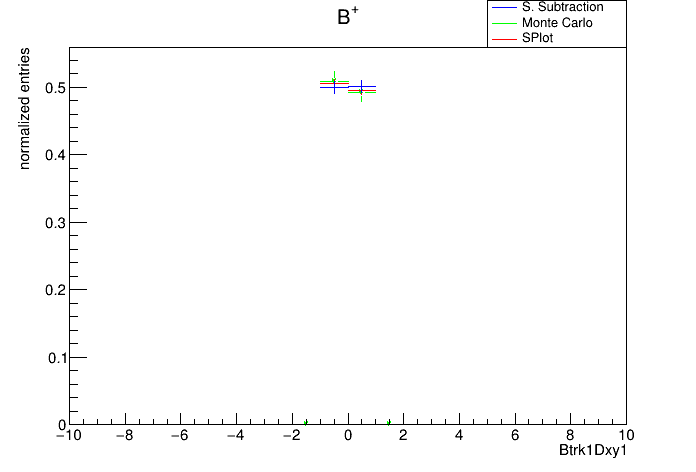 B+
S. Subtraction
Monte Carlo
SPlot
normalized entries
0.5
0.4
0.3
0.2
0.1
0
−10 −8 −6 −4 −2 0 2 4 6 8 10
Btrk1Dxy1